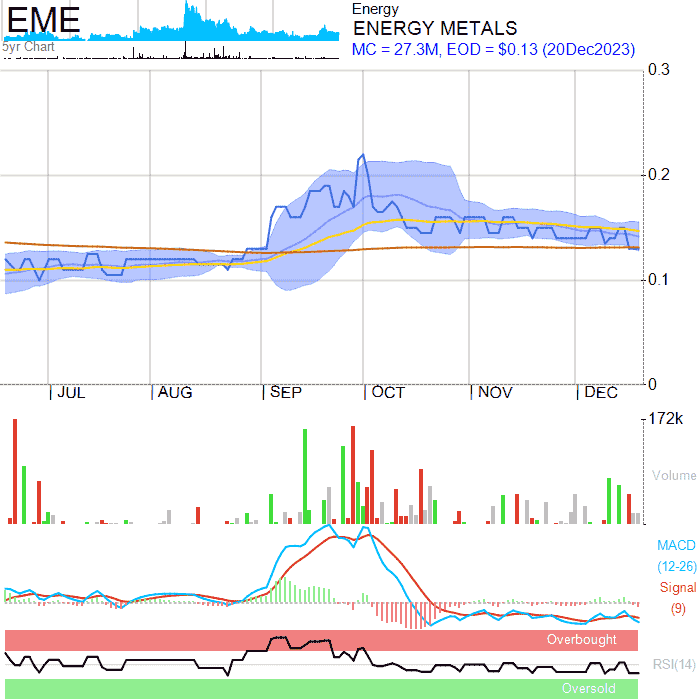 EME
5yr Chart
Energy
ENERGY METALS
MC = 27.3M, EOD = $0.13 (20Dec2023)
0.3
0.2
0.1
0
JUL AUG SEP OCT NOV DEC
172k
Volume
MACD
(12-26)
Signal
(9)
Overbought
RSI(14)
Oversold